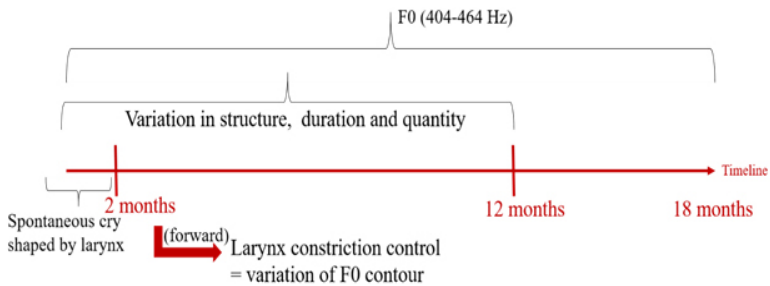 F0 (404-464 Hz)
Variation in structure, duration and quantity
Timeline
2 months
12 months
18 months
Spontaneous cry
shaped by larynx
(forward)
Larynx constriction control
= variation of F0 contour